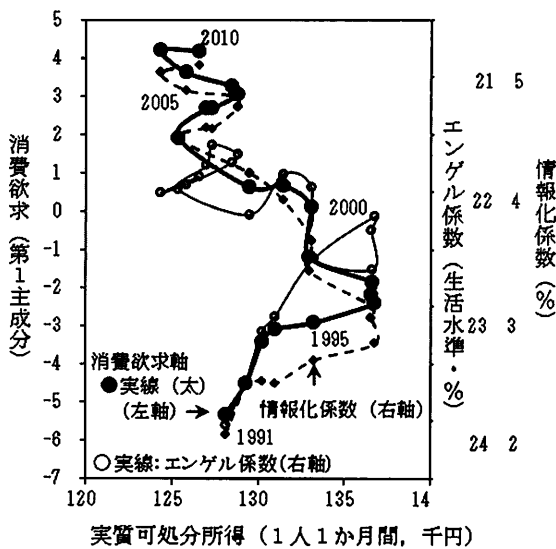 5
4
3
2
1
0
-1
-2
-3
-4
-5
-6
-7
消費欲求（第1主成分）
2010
2005
2000
1995
1991
消費欲求軸
●実線（太）
（左軸）→
情報化係数（右軸）
○実線：エンゲル係数（右軸）
21 5
22 4
23 3
24 2
エンゲル係数（生活水準・%）
情報化係数（%）
120 125 130 135 14
実質可処分所得（1人1か月間，千円）